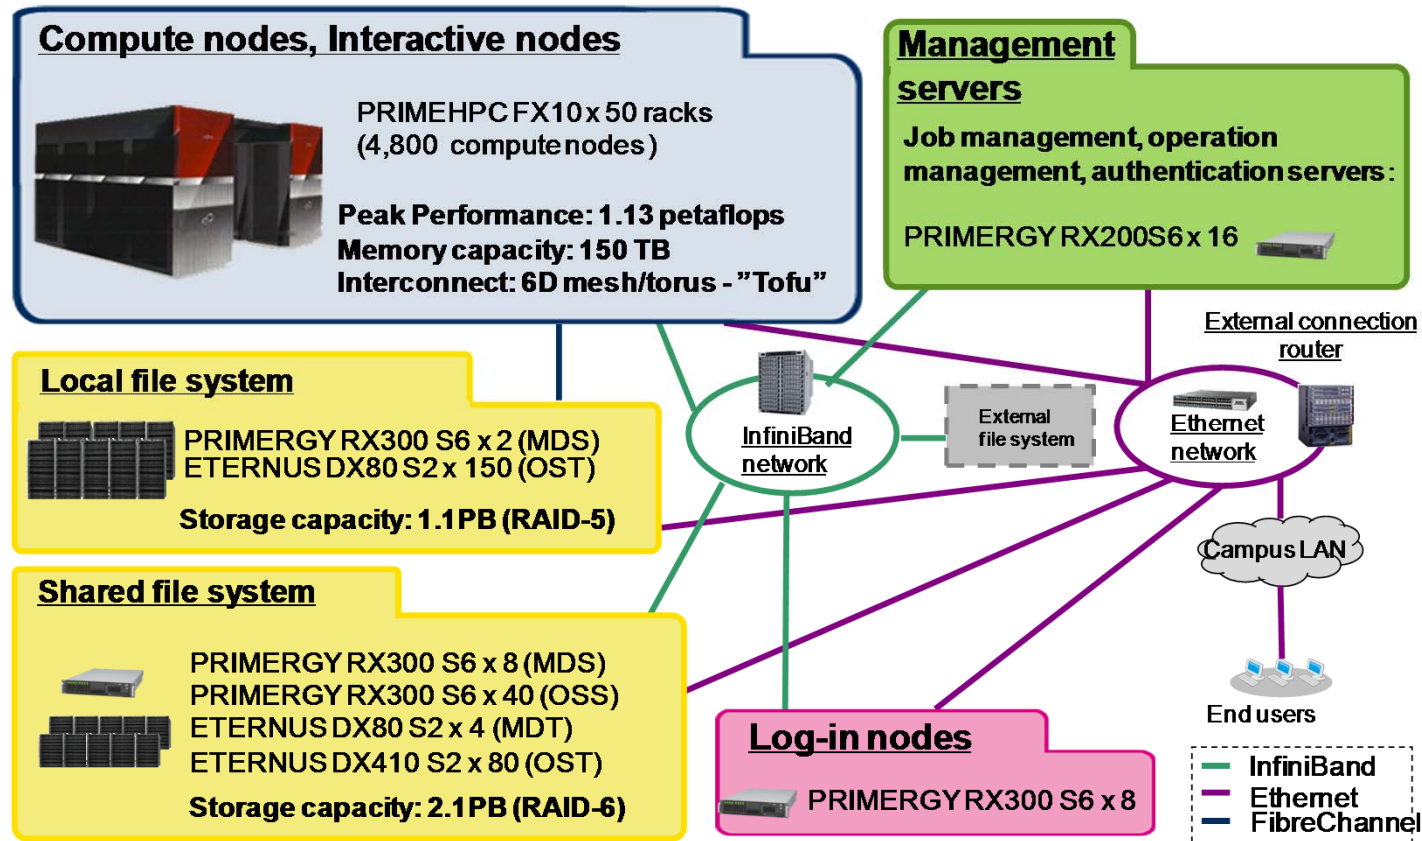 Compute nodes, Interactive nodes
PRIMEHPC FX10 x 50 racks
(4,800 compute nodes)
Peak Performance: 1.13 petaflops
Memory capacity: 150 TB
Interconnect: 6D mesh/torus - ”Tofu”
Management
servers
Job management, operation
management, authentication servers:
PRIMERGY RX200S6 x 16
External connection
router
Local file system
PRIMERGY RX300 S6 x 2 (MDS)
ETERNUS DX80 S2 x 150 (OST)
Storage capacity: 1.1PB (RAID-5)
InfiniBand
network
External
file system
Ethernet
network
Campus LAN
End users
Shared file system
PRIMERGY RX300 S6 x 8 (MDS)
PRIMERGY RX300 S6 x 40 (OSS)
ETERNUS DX80 S2 x 4 (MDT)
ETERNUS DX410 S2 x 80 (OST)
Storage capacity: 2.1PB (RAID-6)
Log-in nodes
PRIMERGY RX300 S6 x 8
InfiniBand
Ethernet
FibreChannel